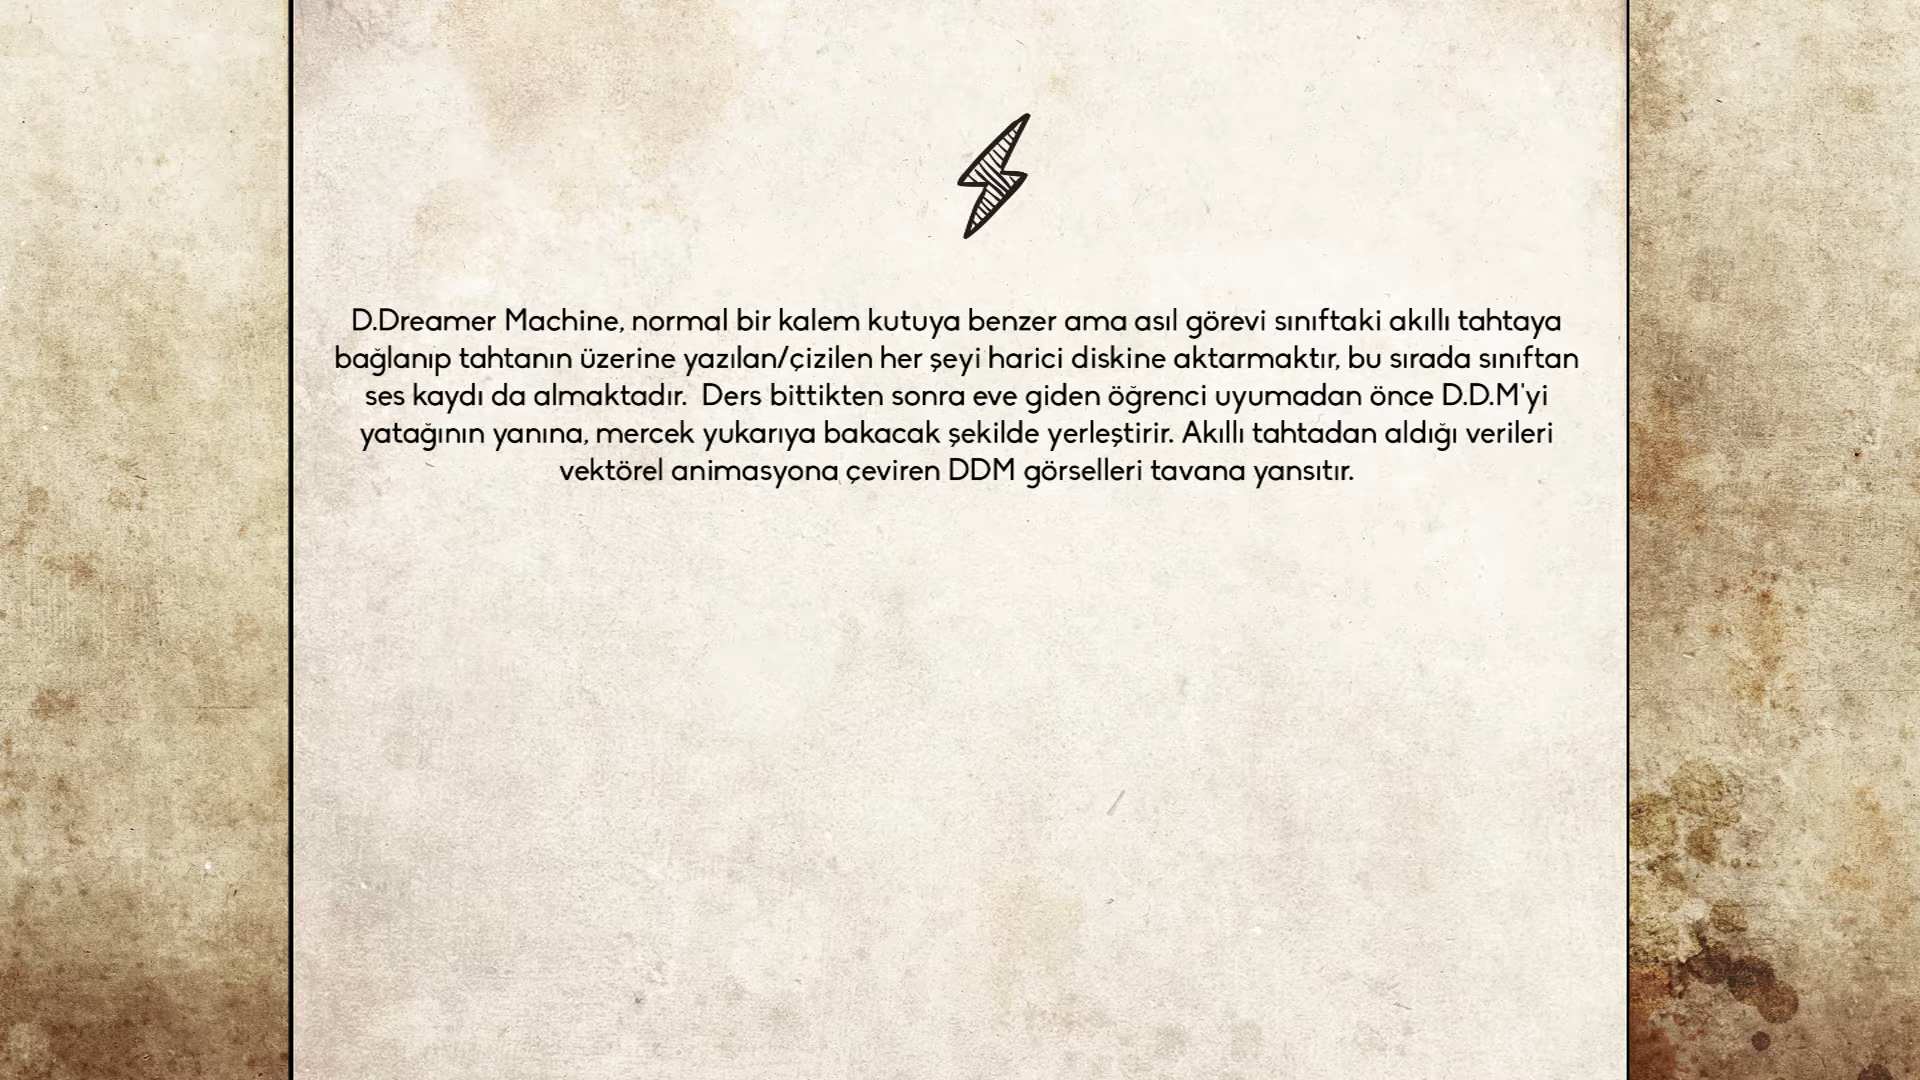 D.Dreamer Machine, normal bir kalem kutuya benzer ama asıl görevi sınıftaki akıllı tahtaya
bağlanıp tahtanın üzerine yazılan/çizilen her şeyi harici diskine aktarmaktır, bu sırada sınıftan
ses kaydı da almaktadır.  Ders bittikten sonra eve giden öğrenci uyumadan önce D.D.M'yi
yatağının yanına, mercek yukarıya bakacak şekilde yerleştirir. Akıllı tahtadan aldığı verileri
vektörel animasyona çeviren DDM görselleri tavana yansıtır.